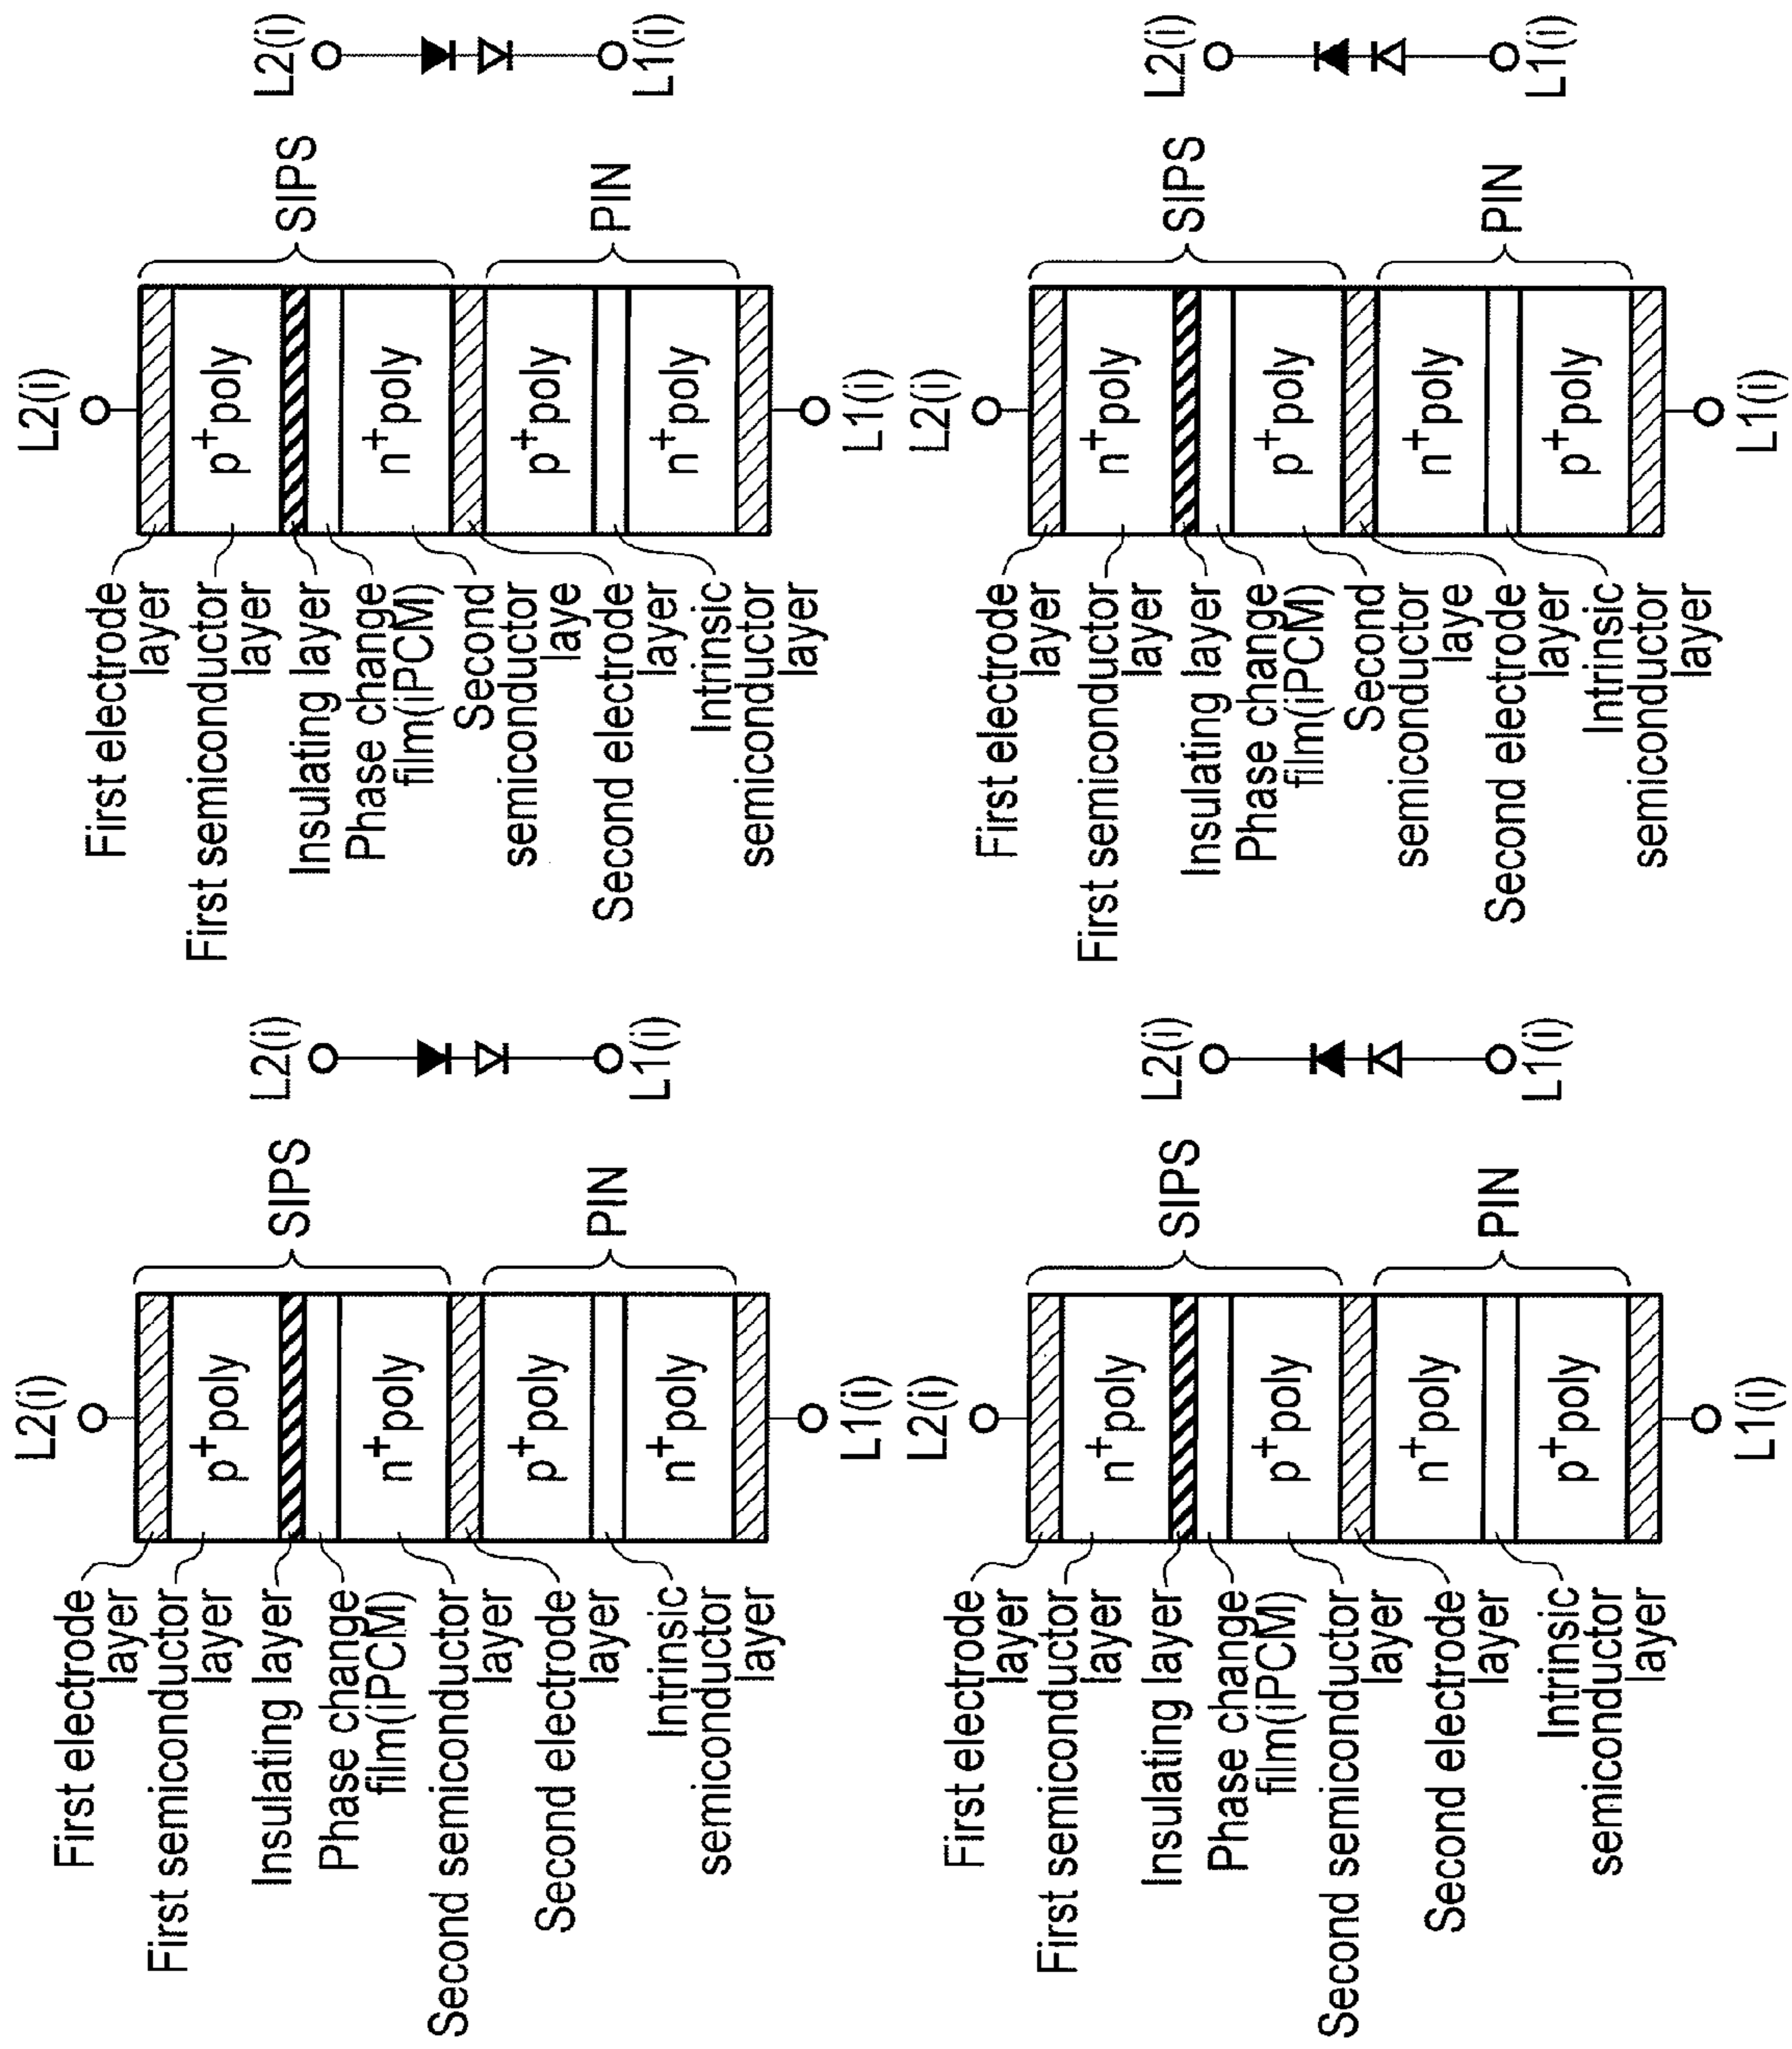 L2(i)
First electrode
layer
First semiconductor
layer
Insulating layer
Phase change
film(iPCM)
Second semiconductor
layer
Second electrode
layer
Intrinsic
semiconductor
layer
p+poly
n+poly
p+poly
n+poly
L1(i)
SIPS
PIN
L2(i)
L1(i)
L2(i)
First electrode
layer
First semiconductor
layer
Insulating layer
Phase change
film(iPCM)
Second
semiconductor
laye
Second electrode
layer
Intrinsic
semiconductor
layer
p+poly
n+poly
p+poly
n+poly
L1(i)
SIPS
PIN
L2(i)
L1(i)
L2(i)
First electrode
layer
First semiconductor
layer
Insulating layer
Phase change
film(iPCM)
Second semiconductor
layer
Second electrode
layer
Intrinsic
semiconductor
layer
n+poly
p+poly
n+poly
p+poly
L1(i)
SIPS
PIN
L2(i)
L1(i)
L2(i)
First electrode
layer
First semiconductor
layer
Insulating layer
Phase change
film(iPCM)
Second
semiconductor
laye
Second electrode
layer
Intrinsic
semiconductor
layer
n+poly
p+poly
n+poly
p+poly
L1(i)
SIPS
PIN
L2(i)
L1(i)